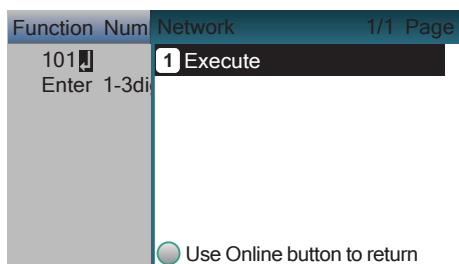 Function Num
101
Enter 1-3di
Network 1/1 Page
1 Execute
Use Online button to return